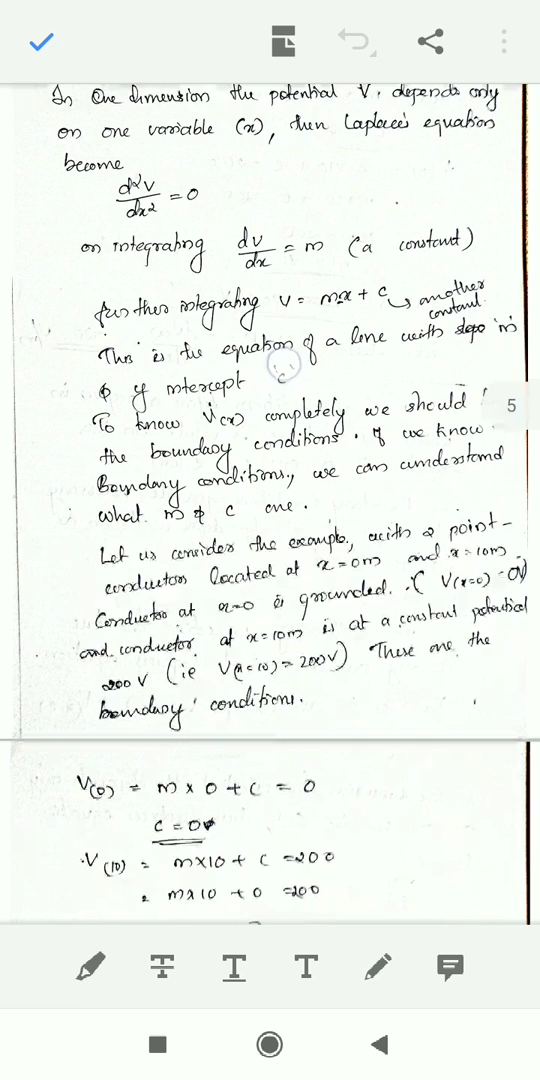 In One dimension the potential V, depends only
on one variable (x), then Laplace's equation
become
d²V/dx² = 0
on integrating dv/dx = m (a constant)
further integrating V = mx + c ↳ another constant.
This is the equation of a line with slope 'm'
& y intercept 'c'
To know V(x) completely we should
the boundary conditions. If we know
Boundary conditions, we can understand
what m & c are.
Let us consider the example, with 2 point-
conductors located at x=0m and x=10m.
Conductor at x=0 is grounded. (V(x=0)=0V)
and conductor at x=10m is at a constant potential
200 V (ie V(x=10)=200V) These are the
boundary conditions.
5
V(0) = m x 0 + c = 0
c = 0
V(10) = m x 10 + c = 200
= m x 10 + 0 = 200
T T T